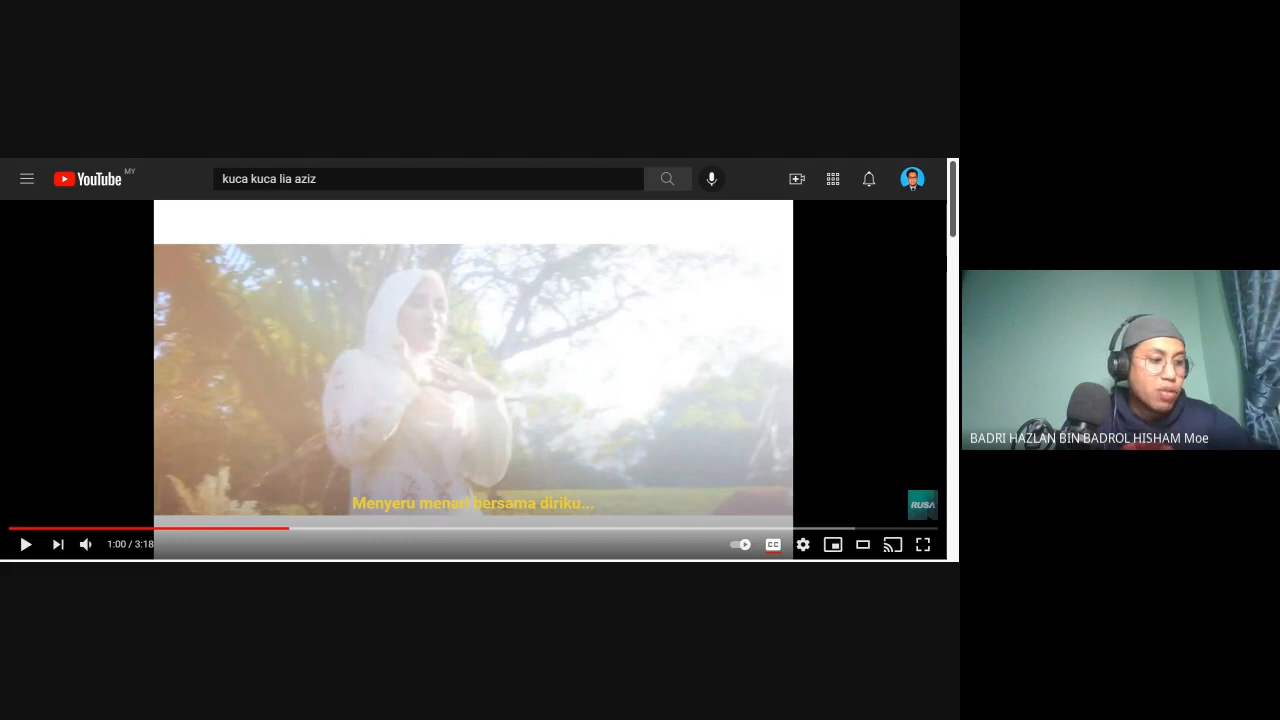 YouTube MY
kuca kuca lia aziz
Menyeru menari bersama diriku...
RUSA
1:00 / 3:18
CC
BADRI HAZLAN BIN BADROL HISHAM Moe